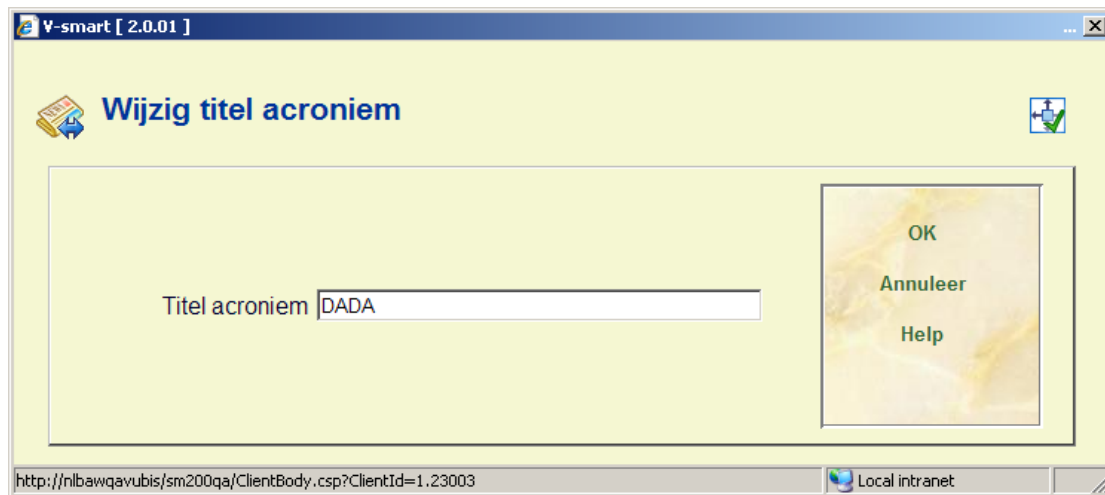 V-smart [ 2.0.01 ]
...
Wijzig titel acroniem
OK
Annuleer
Titel acroniem DADA
Help
http://nlbawqavubis/sm200qa/ClientBody.csp?ClientId=1.23003
Local intranet